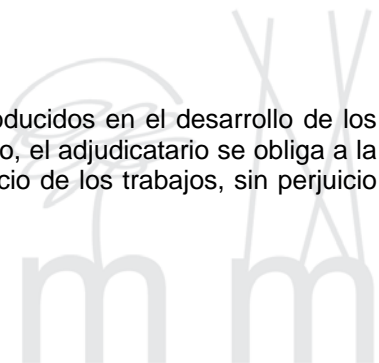 oducidos en el desarrollo de los
o, el adjudicatario se obliga a la
cio de los trabajos, sin perjuicio
m m